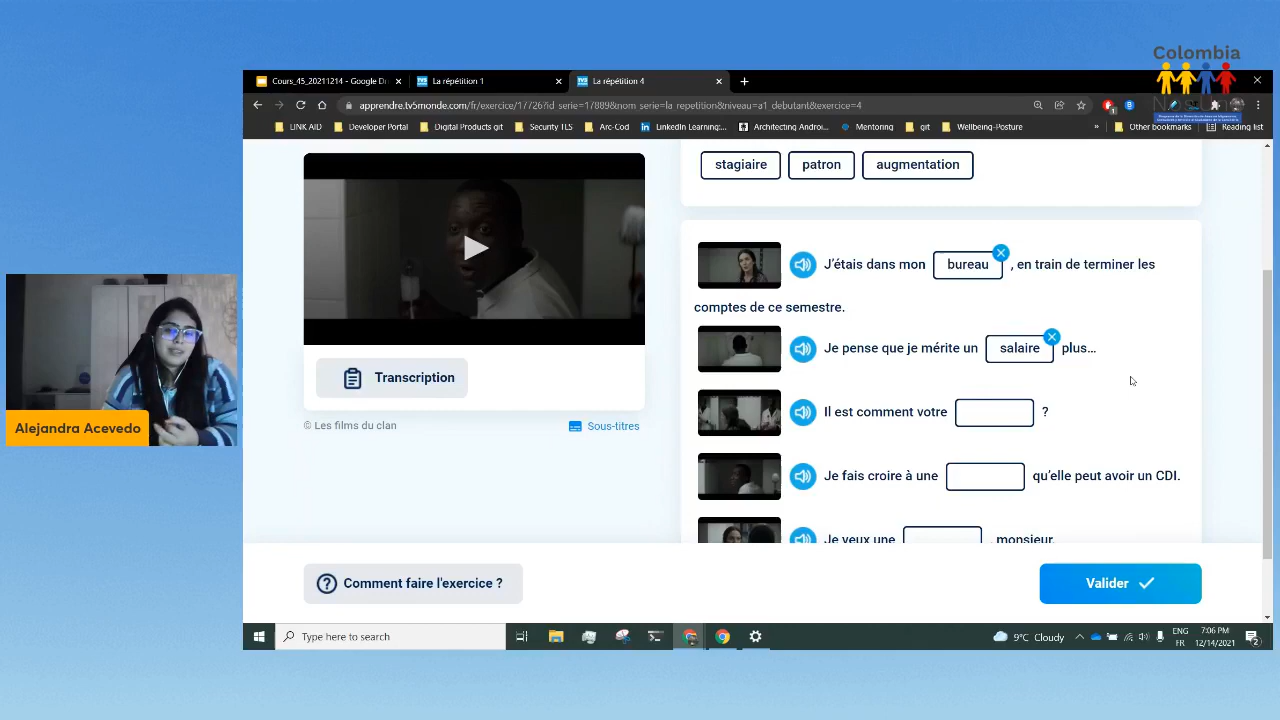 Colombia
Cours_45_20211214 - Google Dr
La répétition 1
La répétition 4
apprendre.tv5monde.com/fr/exercice/17726?id_serie=17889&nom_serie=la_repetition&niveau=a1_debutant&exercice=4
LINK AID
Developer Portal
Digital Products git
Security TLS
Arc-Cod
LinkedIn Learning:...
Architecting Androi...
Mentoring
git
Wellbeing-Posture
»
Other bookmarks
Reading list
stagiaire
patron
augmentation
J'étais dans mon bureau , en train de terminer les
comptes de ce semestre.
Je pense que je mérite un salaire plus...
Transcription
Il est comment votre ?
© Les films du clan
Sous-titres
Alejandra Acevedo
Je fais croire à une qu'elle peut avoir un CDI.
Je veux une , monsieur.
Comment faire l'exercice ?
Valider
Type here to search
9°C Cloudy
ENG
FR
7:06 PM
12/14/2021
2